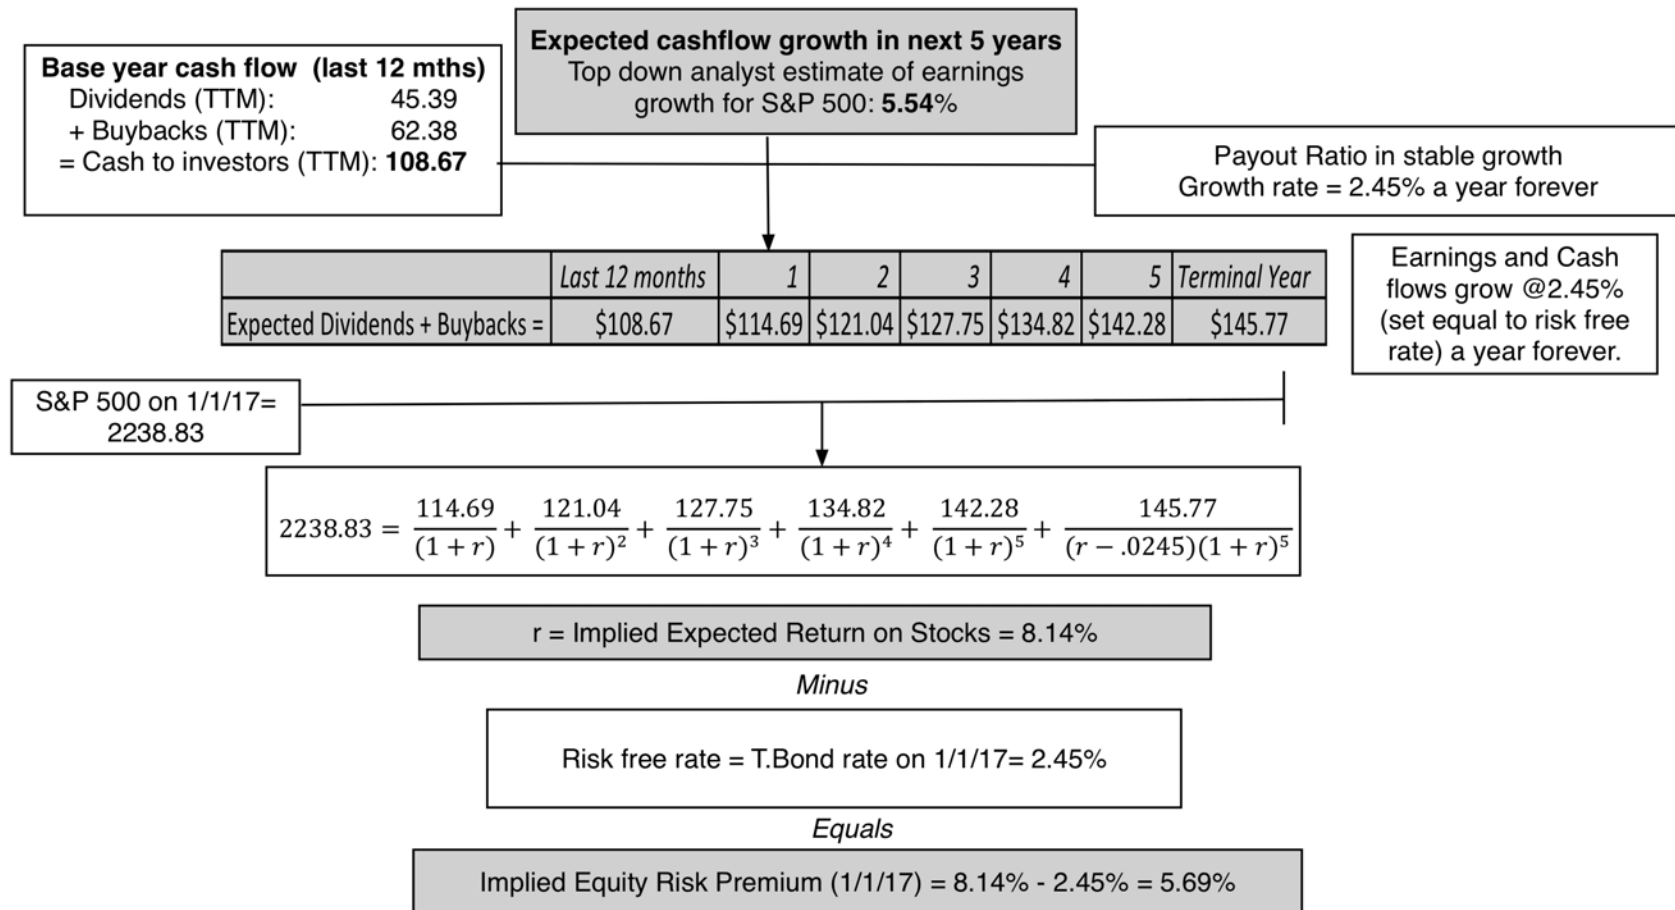 Expected cashflow growth in next 5 years
Top down analyst estimate of earnings
growth for S&P 500: 5.54%
Base year cash flow (last 12 mths)
Dividends (TTM): 45.39
+ Buybacks (TTM): 62.38
= Cash to investors (TTM): 108.67
Payout Ratio in stable growth
Growth rate = 2.45% a year forever
Last 12 months 1 2 3 4 5 Terminal Year
Expected Dividends + Buybacks = $108.67 $114.69 $121.04 $127.75 $134.82 $142.28 $145.77
Earnings and Cash
flows grow @2.45%
(set equal to risk free
rate) a year forever.
S&P 500 on 1/1/17=
2238.83
2238.83 = 114.69/(1 + r) + 121.04/(1 + r)² + 127.75/(1 + r)³ + 134.82/(1 + r)⁴ + 142.28/(1 + r)⁵ + 145.77/(r − .0245)(1 + r)⁵
r = Implied Expected Return on Stocks = 8.14%
Minus
Risk free rate = T.Bond rate on 1/1/17= 2.45%
Equals
Implied Equity Risk Premium (1/1/17) = 8.14% - 2.45% = 5.69%